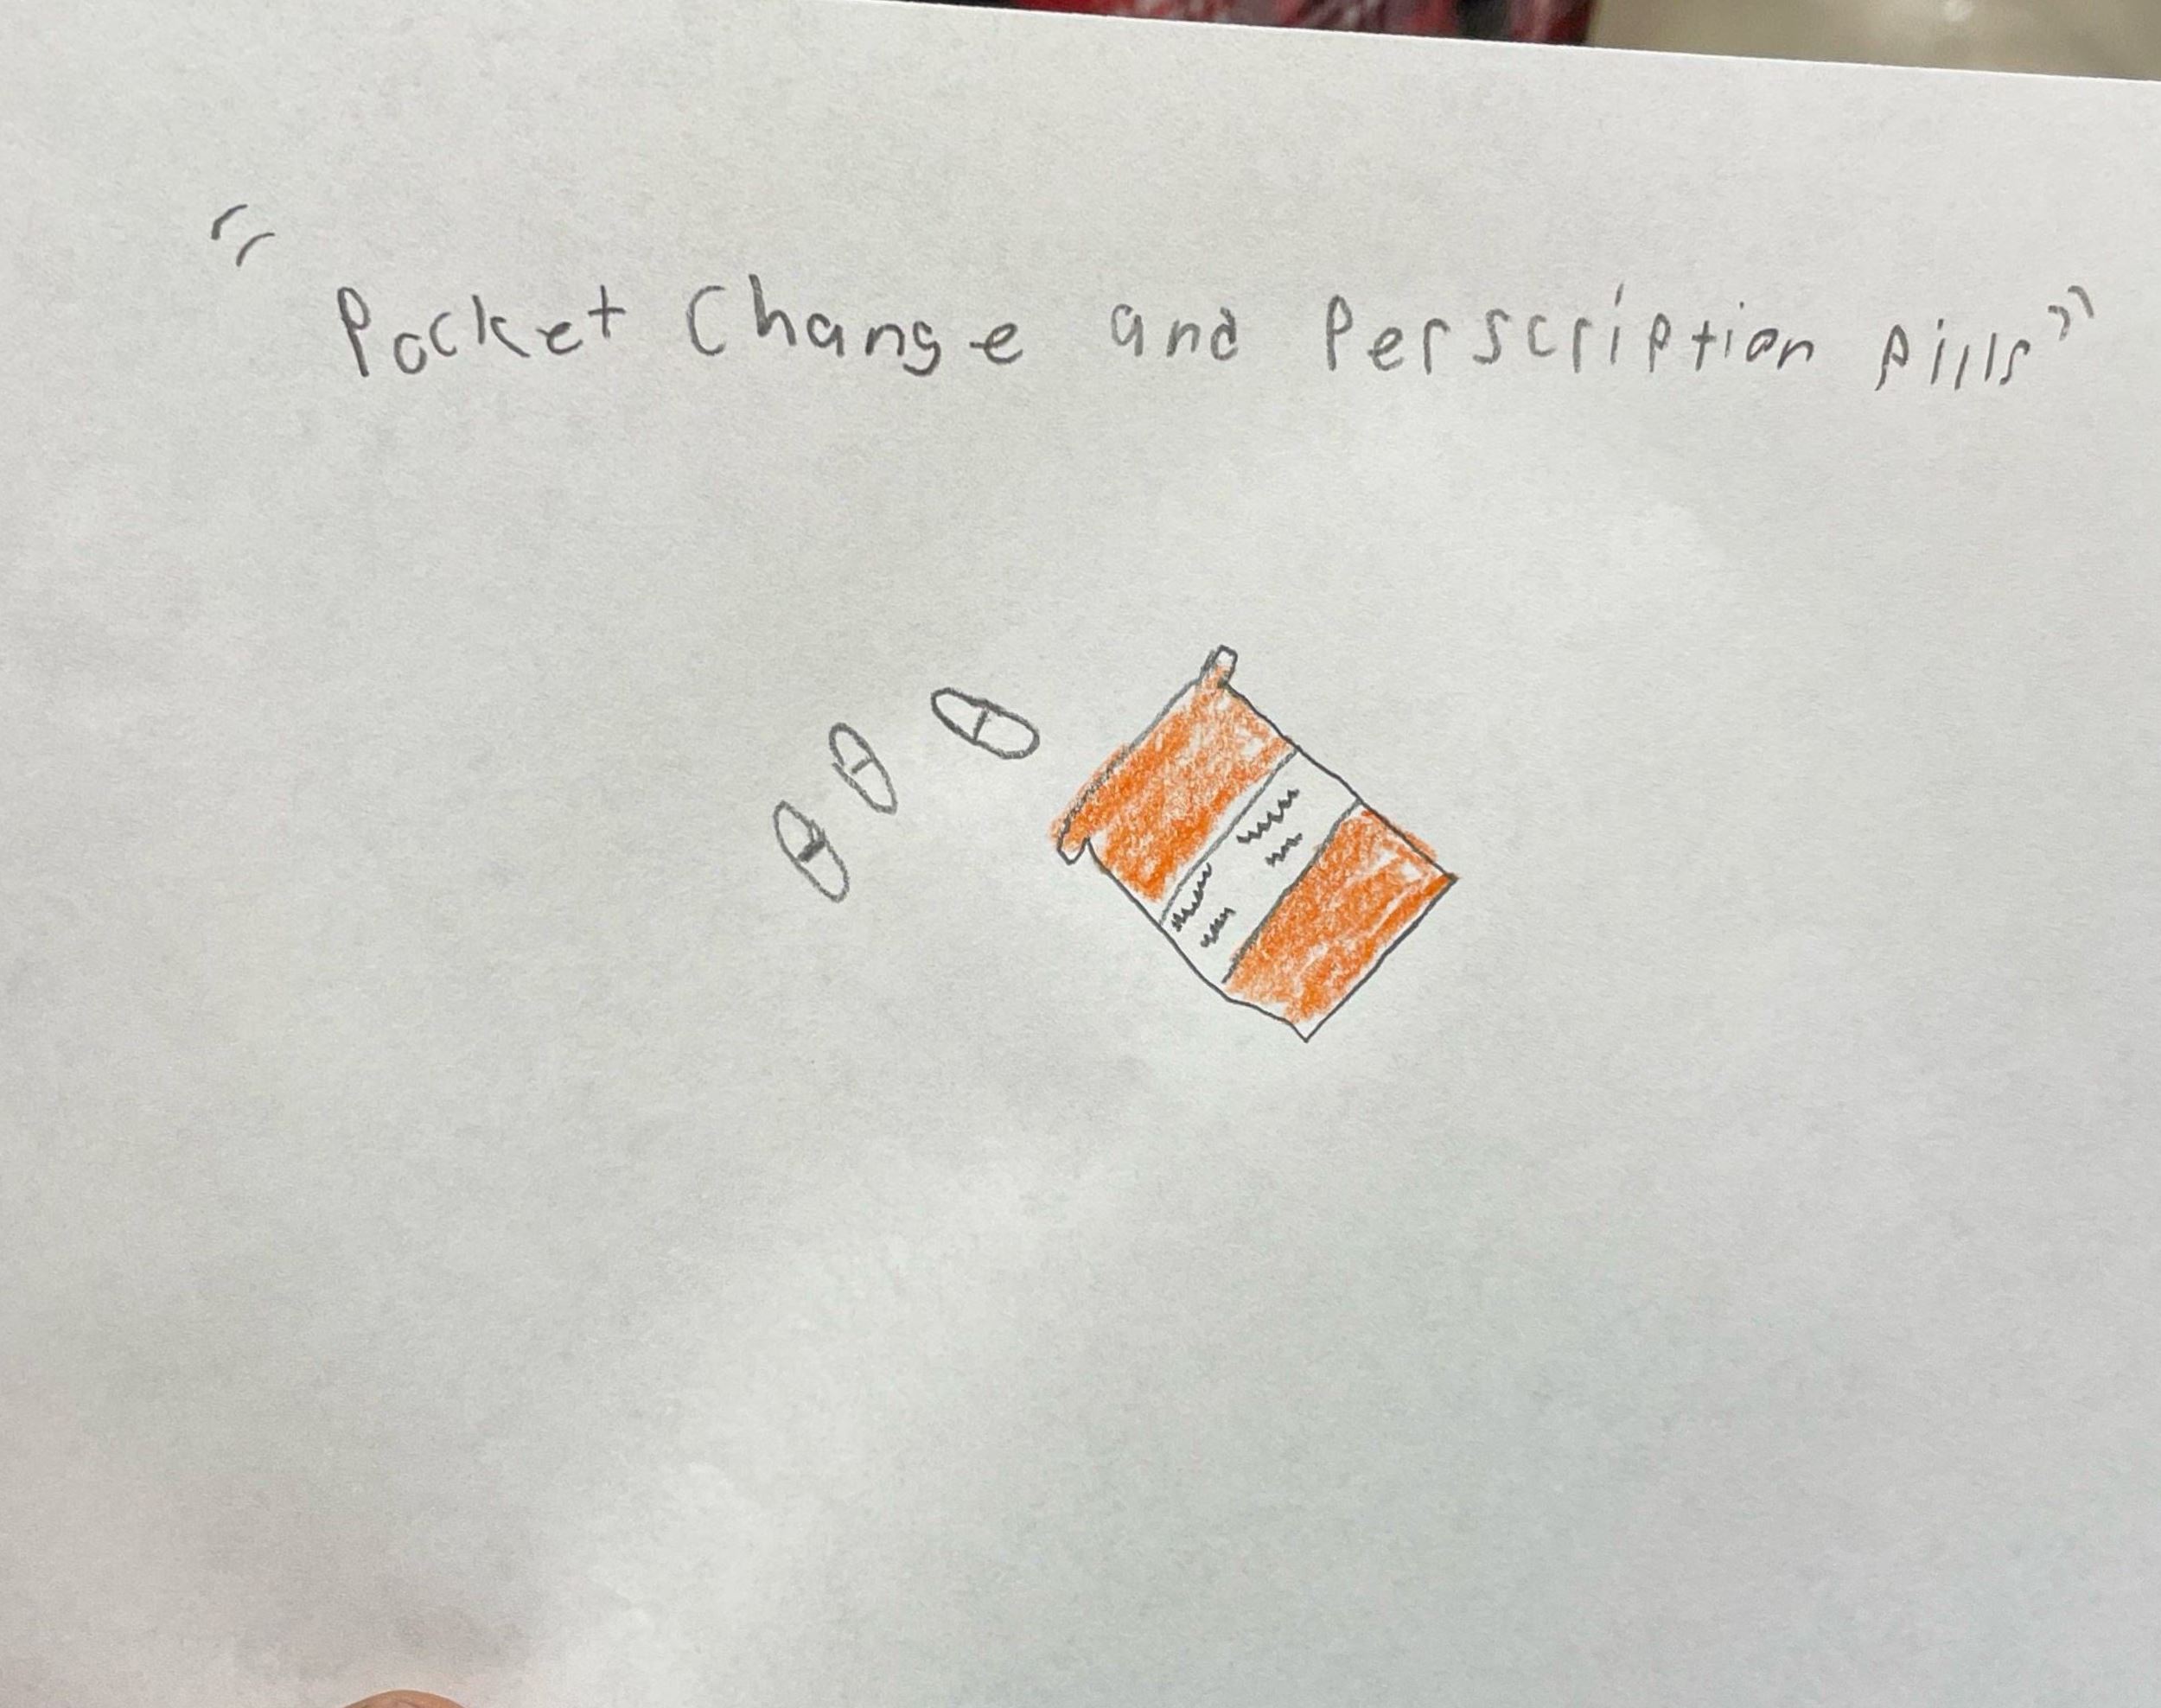 "Pocket Change and Perscription pills"